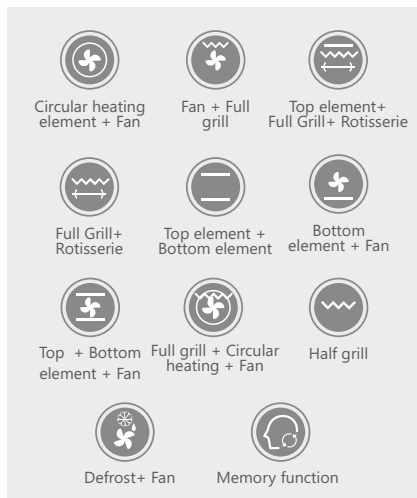 Circular heating
element + Fan
Fan + Full
grill
Top element+
Full Grill+ Rotisserie
Full Grill+
Rotisserie
Top element +
Bottom element
Bottom
element + Fan
Top + Bottom
element + Fan
Full grill + Circular
heating + Fan
Half grill
Defrost+ Fan
Memory function